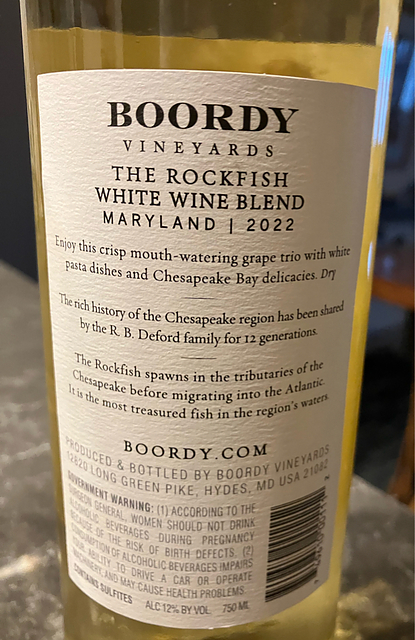 BOORDY
VINEYARDS
THE ROCKFISH
WHITE WINE BLEND
MARYLAND | 2022
Enjoy this crisp mouth-watering grape trio with white
pasta dishes and Chesapeake Bay delicacies. Dry
The rich history of the Chesapeake region has been shared
by the R. B. Deford family for 12 generations.
The Rockfish spawns in the tributaries of the
Chesapeake before migrating into the Atlantic.
It is the most treasured fish in the region's waters.
BOORDY.COM
PRODUCED & BOTTLED BY BOORDY VINEYARDS
12820 LONG GREEN PIKE, HYDES, MD USA 21082
GOVERNMENT WARNING: (1) ACCORDING TO THE
SURGEON GENERAL, WOMEN SHOULD NOT DRINK
ALCOHOLIC BEVERAGES DURING PREGNANCY
BECAUSE OF THE RISK OF BIRTH DEFECTS. (2)
CONSUMPTION OF ALCOHOLIC BEVERAGES IMPAIRS
ABILITY TO DRIVE A CAR OR OPERATE
MACHINERY, AND MAY CAUSE HEALTH PROBLEMS.
CONTAINS SULFITES ALC 12% BY VOL. 750 ML